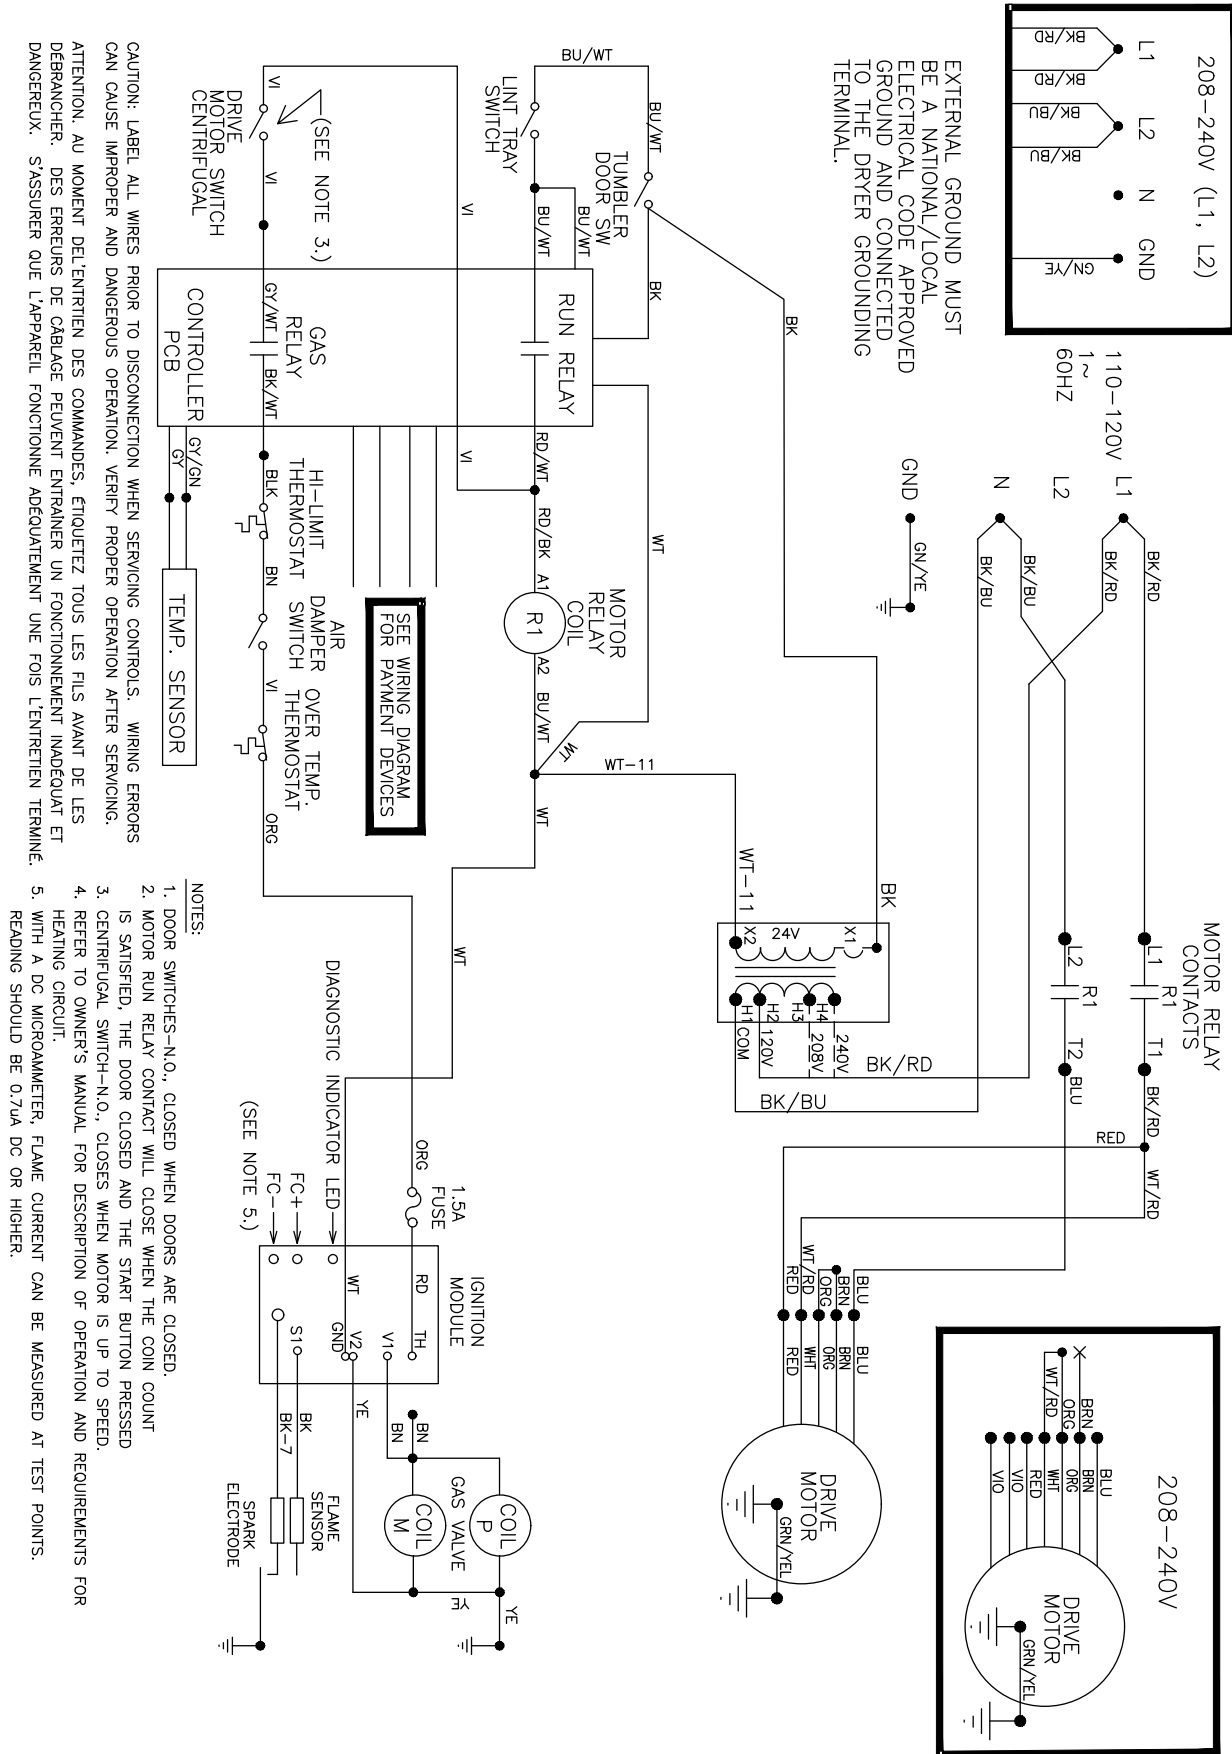 208-240V (L1, L2)
L1
L2
N
GND
BK/RD
BK/RD
BK/BU
BK/BU
GN/YE
110-120V
1~
60HZ
L1
L2
N
GND
BK/RD
BK/RD
BK/BU
BK/BU
GN/YE
EXTERNAL GROUND MUST
BE A NATIONAL/LOCAL
ELECTRICAL CODE APPROVED
GROUND AND CONNECTED
TO THE DRYER GROUNDING
TERMINAL.
MOTOR RELAY
CONTACTS
L1
R1
T1
BK/RD
L2
R1
T2
BLU
RED
WT/RD
BK
WT-11
X1
24V
X2
H4
H3
H2
H1
240V
208V
120V
COM
BK/RD
BK/BU
208-240V
BLU
BRN
ORG
WT/RD
BRN
ORG
WHT
RED
VIO
VIO
DRIVE
MOTOR
GRN/YEL
BLU
BRN
ORG
WT/RD
RED
BLU
BRN
ORG
WHT
RED
DRIVE
MOTOR
GRN/YEL
BU/WT
BU/WT
TUMBLER
DOOR SW
BK
BK
LINT TRAY
SWITCH
BU/WT
BU/WT
RUN RELAY
RD/WT
RD/BK
A1
R1
A2
BU/WT
MOTOR
RELAY
COIL
WT
WT
WT
WT-11
WT
VI
VI
VI
VI
(SEE NOTE 3.)
DRIVE
MOTOR SWITCH
CENTRIFUGAL
GY/WT
GAS
RELAY
BK/WT
CONTROLLER
PCB
GY/GN
GY
TEMP. SENSOR
BLK
HI-LIMIT
THERMOSTAT
BN
AIR
DAMPER
SWITCH
VI
OVER TEMP.
THERMOSTAT
ORG
SEE WIRING DIAGRAM
FOR PAYMENT DEVICES
ORG
1.5A
FUSE
DIAGNOSTIC INDICATOR LED
FC+
FC-
(SEE NOTE 5.)
IGNITION
MODULE
RD
TH
V1
V2
GND
WT
S1
BN
BN
YE
BK
BK-7
COIL
P
COIL
M
GAS VALVE
YE
YE
FLAME
SENSOR
SPARK
ELECTRODE
CAUTION: LABEL ALL WIRES PRIOR TO DISCONNECTION WHEN SERVICING CONTROLS. WIRING ERRORS
CAN CAUSE IMPROPER AND DANGEROUS OPERATION. VERIFY PROPER OPERATION AFTER SERVICING.
ATTENTION. AU MOMENT DEL'ENTRTIEN DES COMMANDES, ÉTIQUETEZ TOUS LES FILS AVANT DE LES
DÉBRANCHER. DES ERREURS DE CÂBLAGE PEUVENT ENTRAÎNER UN FONCTIONNEMENT INADÉQUAT ET
DANGEREUX. S'ASSURER QUE L'APPAREIL FONCTIONNE ADÉQUATEMENT UNE FOIS L'ENTRETIEN TERMINÉ.
NOTES:
1. DOOR SWITCHES-N.O., CLOSED WHEN DOORS ARE CLOSED.
2. MOTOR RUN RELAY CONTACT WILL CLOSE WHEN THE COIN COUNT
IS SATISFIED, THE DOOR CLOSED AND THE START BUTTON PRESSED
3. CENTRIFUGAL SWITCH-N.O., CLOSES WHEN MOTOR IS UP TO SPEED.
4. REFER TO OWNER'S MANUAL FOR DESCRIPTION OF OPERATION AND REQUIREMENTS FOR
HEATING CIRCUIT.
5. WITH A DC MICROAMMETER, FLAME CURRENT CAN BE MEASURED AT TEST POINTS.
READING SHOULD BE 0.7uA DC OR HIGHER.